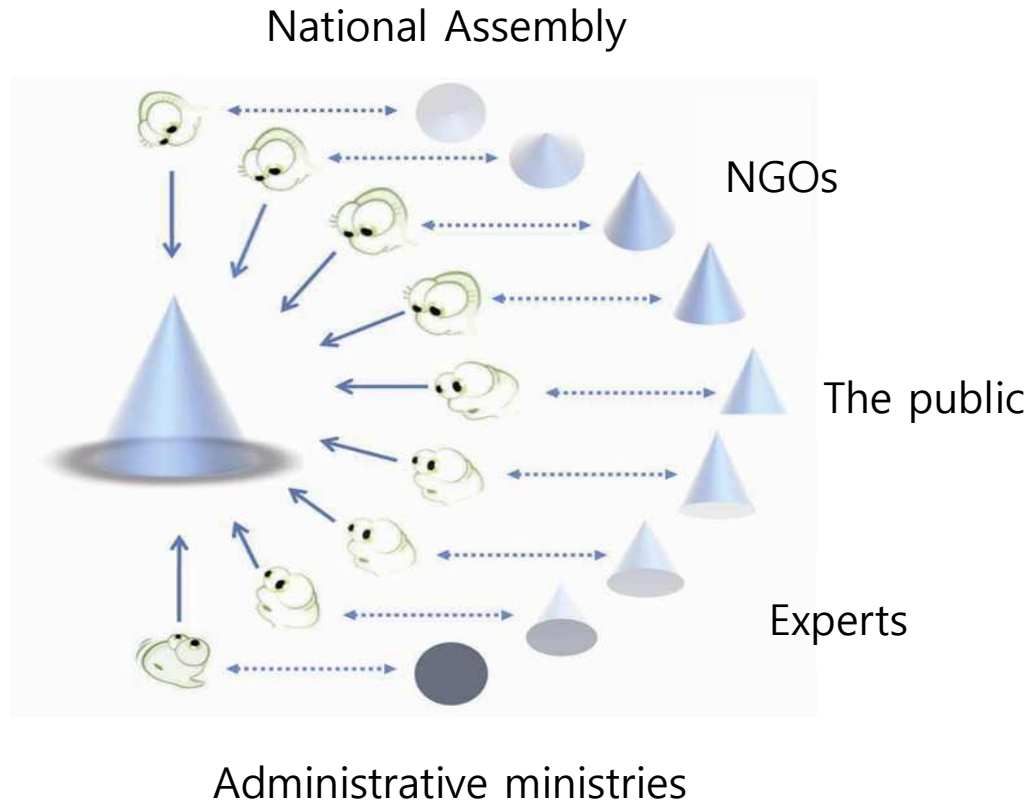 National Assembly
NGOs
The public
Experts
Administrative ministries